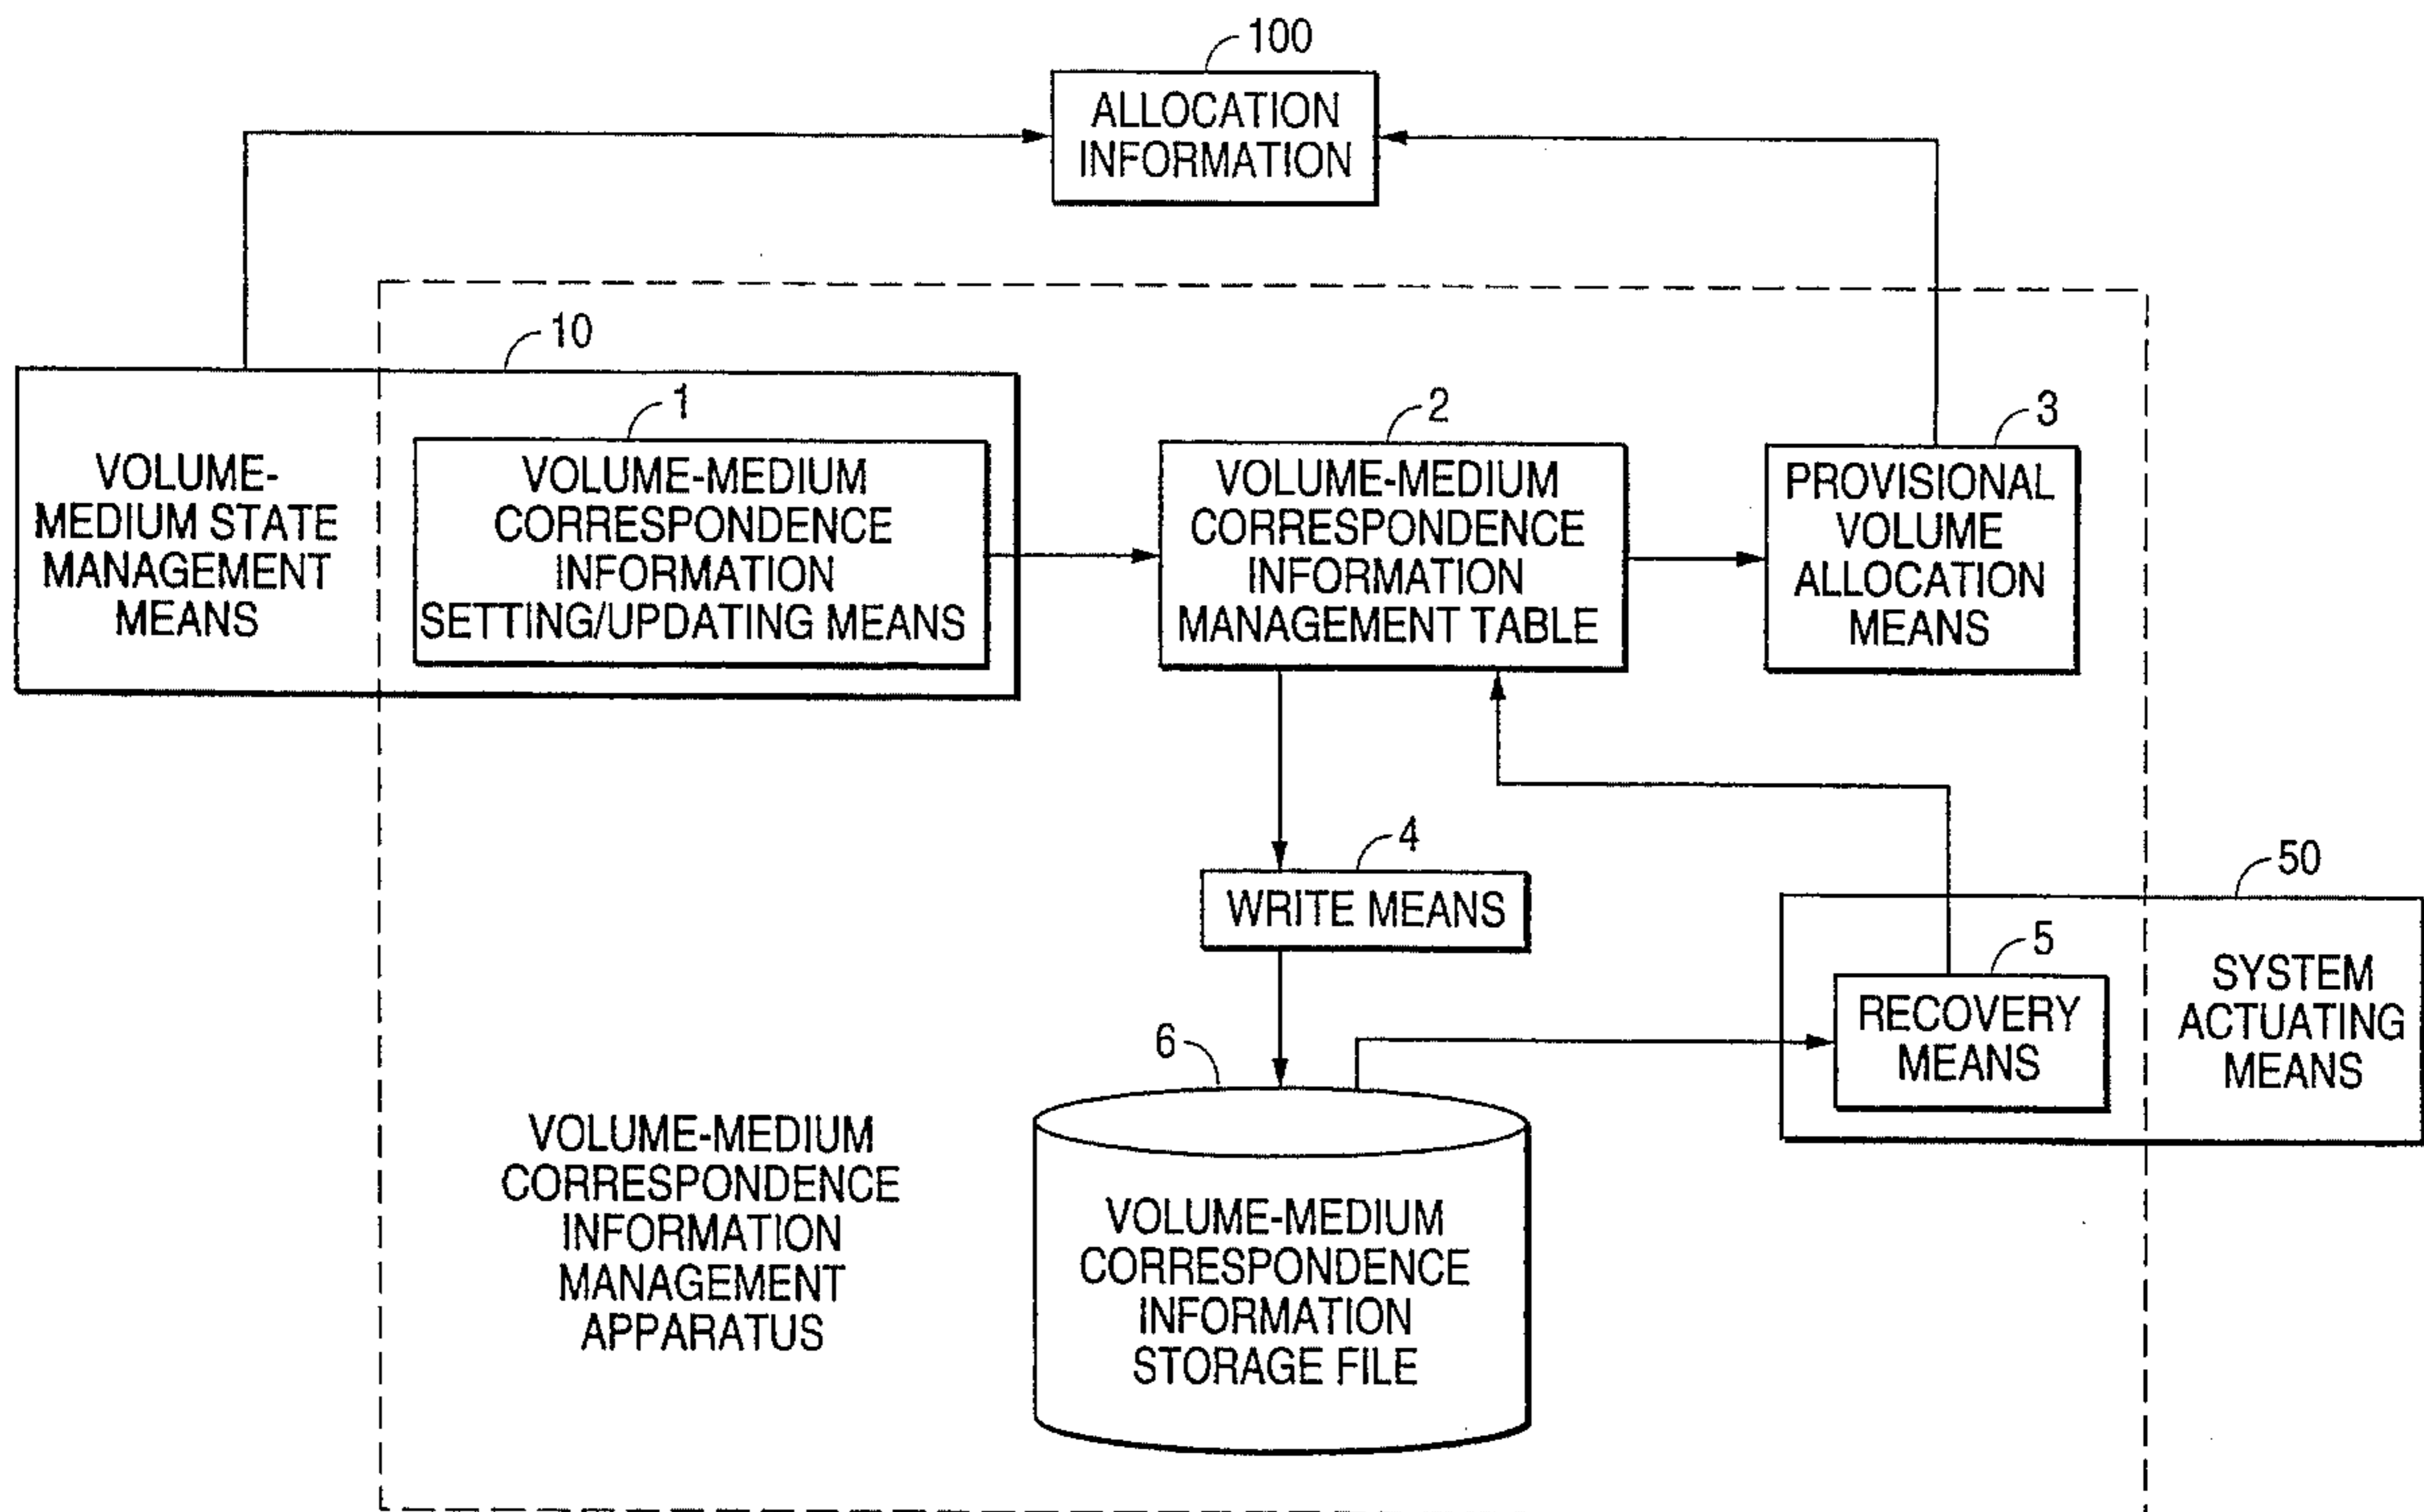 100
ALLOCATION
INFORMATION
10
1
2
3
VOLUME-
MEDIUM STATE
MANAGEMENT
MEANS
VOLUME-MEDIUM
CORRESPONDENCE
INFORMATION
SETTING/UPDATING MEANS
VOLUME-MEDIUM
CORRESPONDENCE
INFORMATION
MANAGEMENT TABLE
PROVISIONAL
VOLUME
ALLOCATION
MEANS
4
WRITE MEANS
50
5
RECOVERY
MEANS
SYSTEM
ACTUATING
MEANS
6
VOLUME-MEDIUM
CORRESPONDENCE
INFORMATION
MANAGEMENT
APPARATUS
VOLUME-MEDIUM
CORRESPONDENCE
INFORMATION
STORAGE FILE